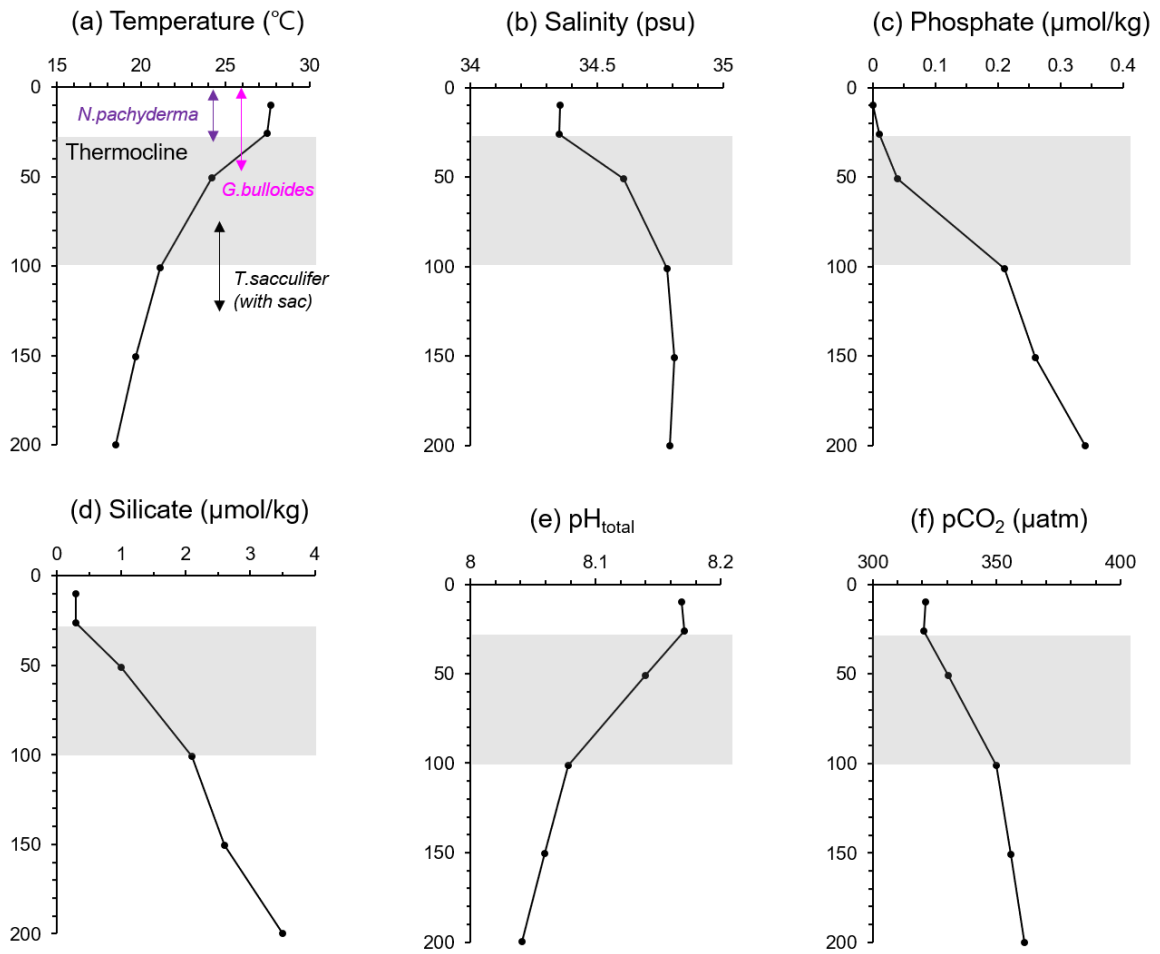 (a) Temperature (℃)
15 20 25 30
0
50
100
150
200
N.pachyderma
Thermocline
G.bulloides
T.sacculifer
(with sac)
(b) Salinity (psu)
34 34.5 35
0
50
100
150
200
(c) Phosphate (μmol/kg)
0 0.1 0.2 0.3 0.4
0
50
100
150
200
(d) Silicate (μmol/kg)
0 1 2 3 4
0
50
100
150
200
(e) pHtotal
8 8.1 8.2
0
50
100
150
200
(f) pCO2 (μatm)
300 350 400
0
50
100
150
200